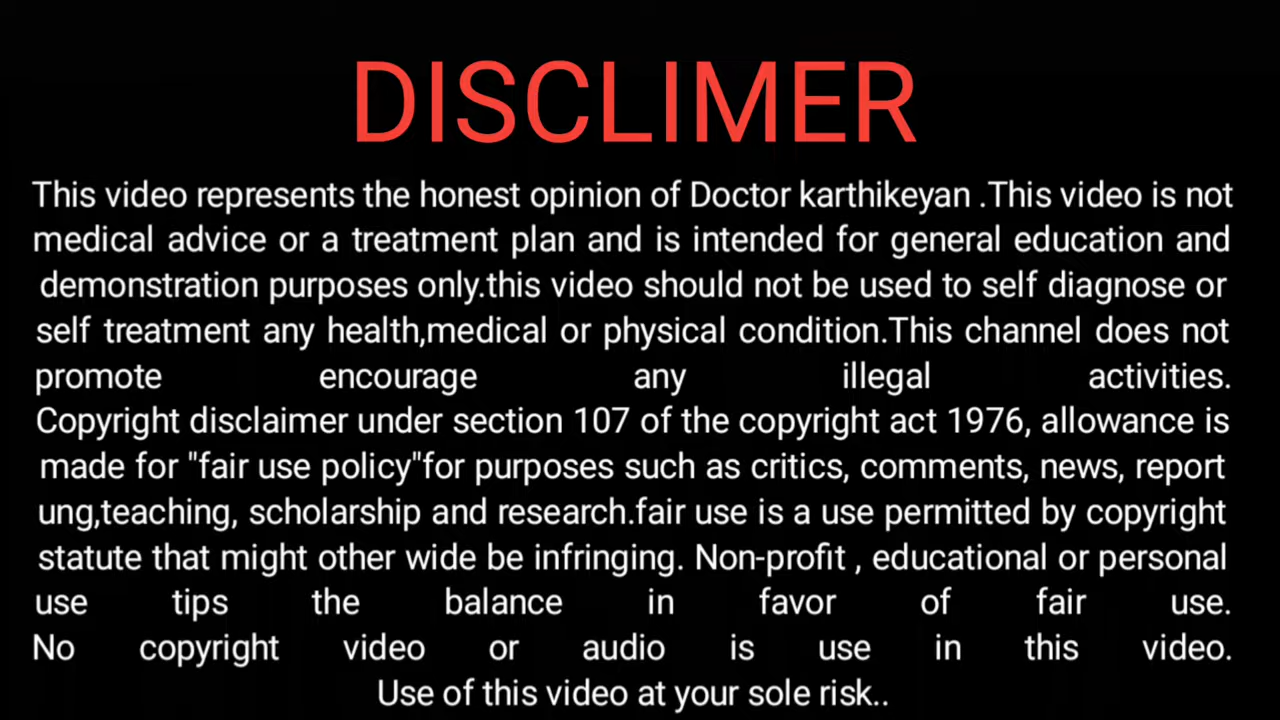 DISCLIMER
This video represents the honest opinion of Doctor karthikeyan .This video is not
medical advice or a treatment plan and is intended for general education and
demonstration purposes only.this video should not be used to self diagnose or
self treatment any health,medical or physical condition.This channel does not
promote encourage any illegal activities.
Copyright disclaimer under section 107 of the copyright act 1976, allowance is
made for "fair use policy"for purposes such as critics, comments, news, report
ung,teaching, scholarship and research.fair use is a use permitted by copyright
statute that might other wide be infringing. Non-profit , educational or personal
use tips the balance in favor of fair use.
No copyright video or audio is use in this video.
Use of this video at your sole risk..